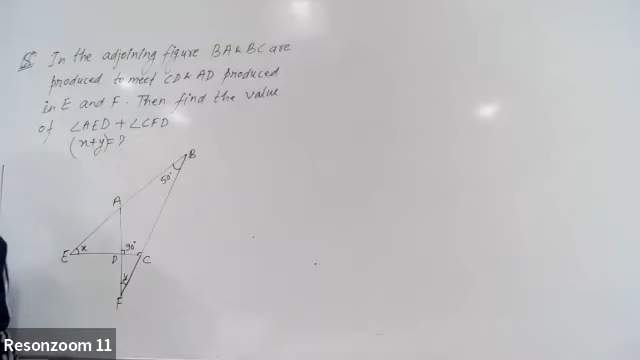 Q. In the adjoining figure BA & BC are
produced to meet CD & AD produced
in E and F. Then find the value
of ∠AED + ∠CFD
(x+y)=?
B
50°
A
E x D 90° C
y
F
Resonzoom 11